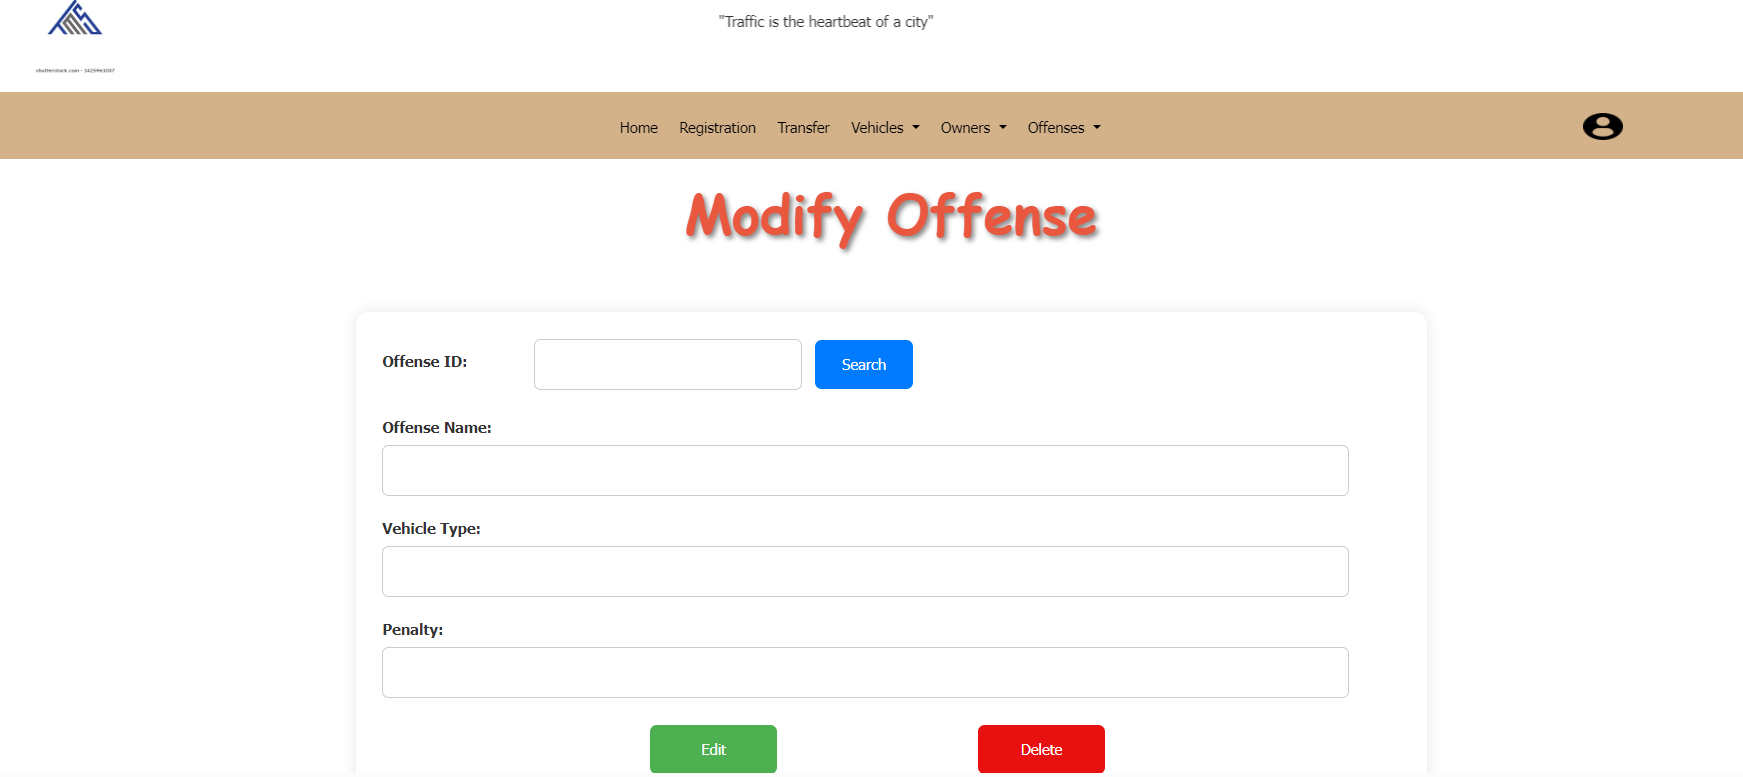 "Traffic is the heartbeat of a city"
shutterstock.com · 1425961037
Home Registration Transfer Vehicles Owners Offenses
Modify Offense
Offense ID:
Search
Offense Name:
Vehicle Type:
Penalty:
Edit Delete